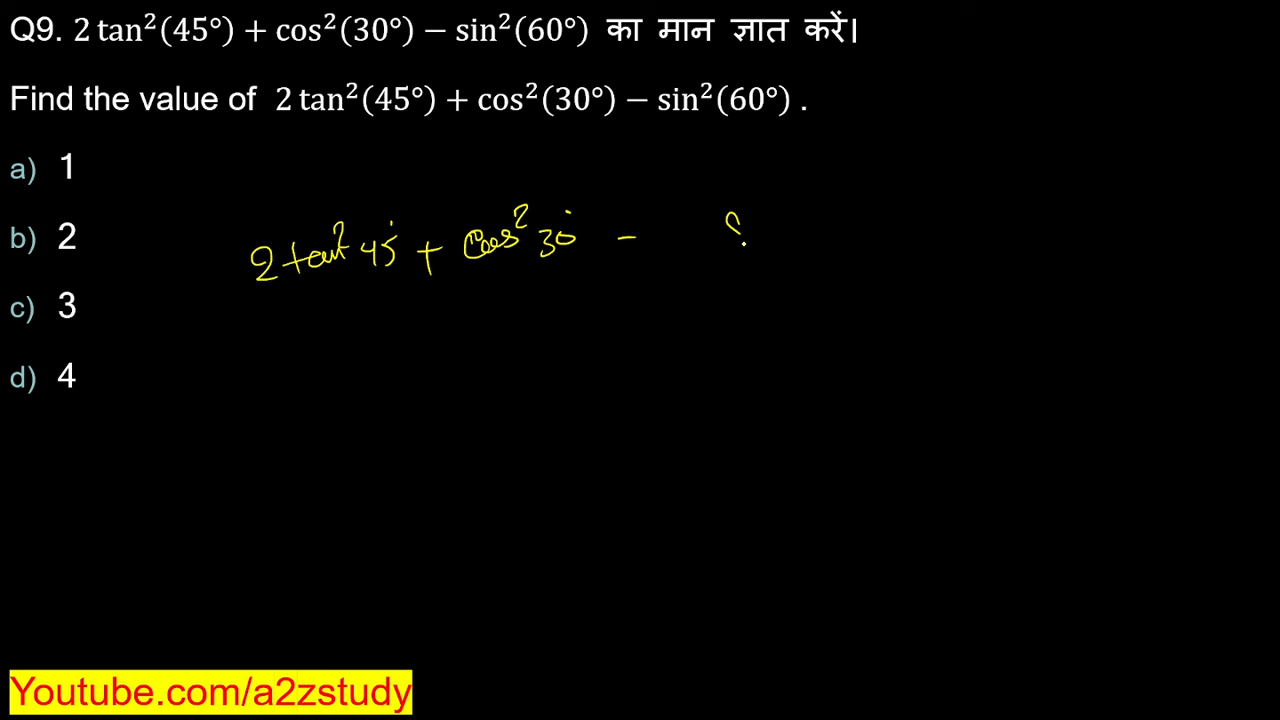 Q9. 2 tan²(45°) + cos²(30°) − sin²(60°) का मान ज्ञात करें।
Find the value of 2 tan²(45°) + cos²(30°) − sin²(60°) .
a) 1
b) 2
2 tan² 45° + cos² 30° −
c) 3
d) 4
Youtube.com/a2zstudy